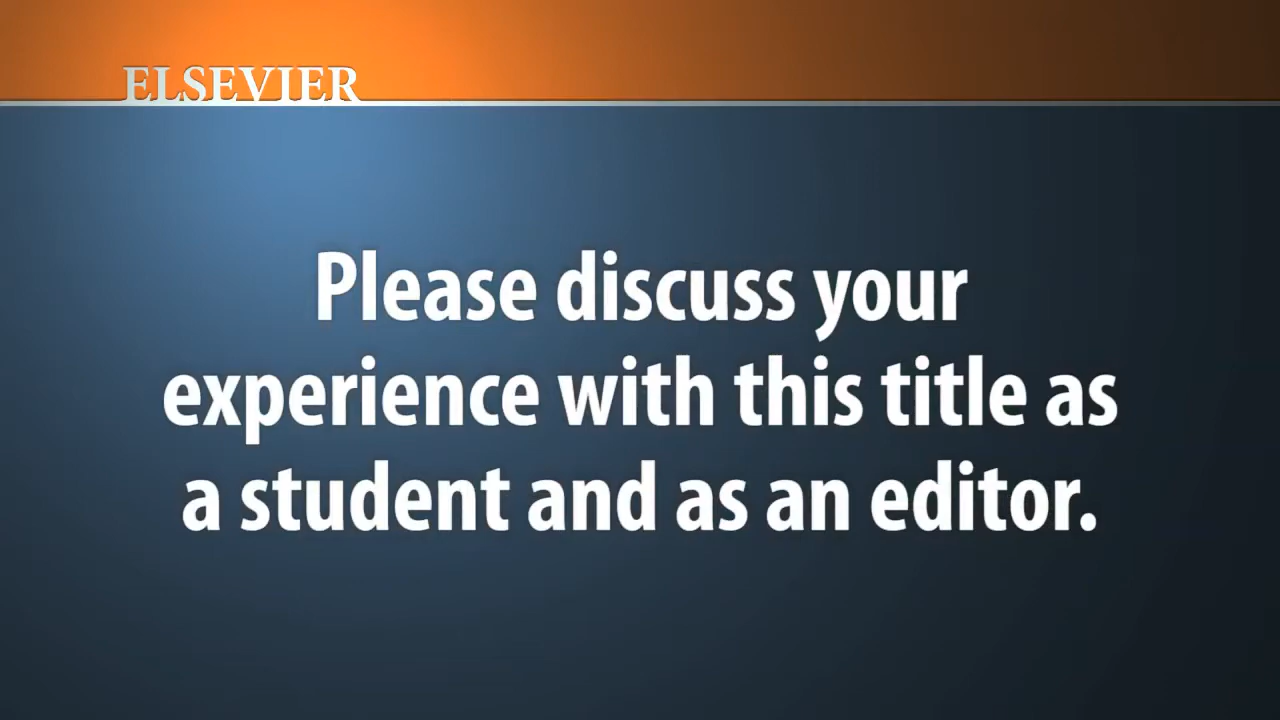 ELSEVIER
Please discuss your
experience with this title as
a student and as an editor.